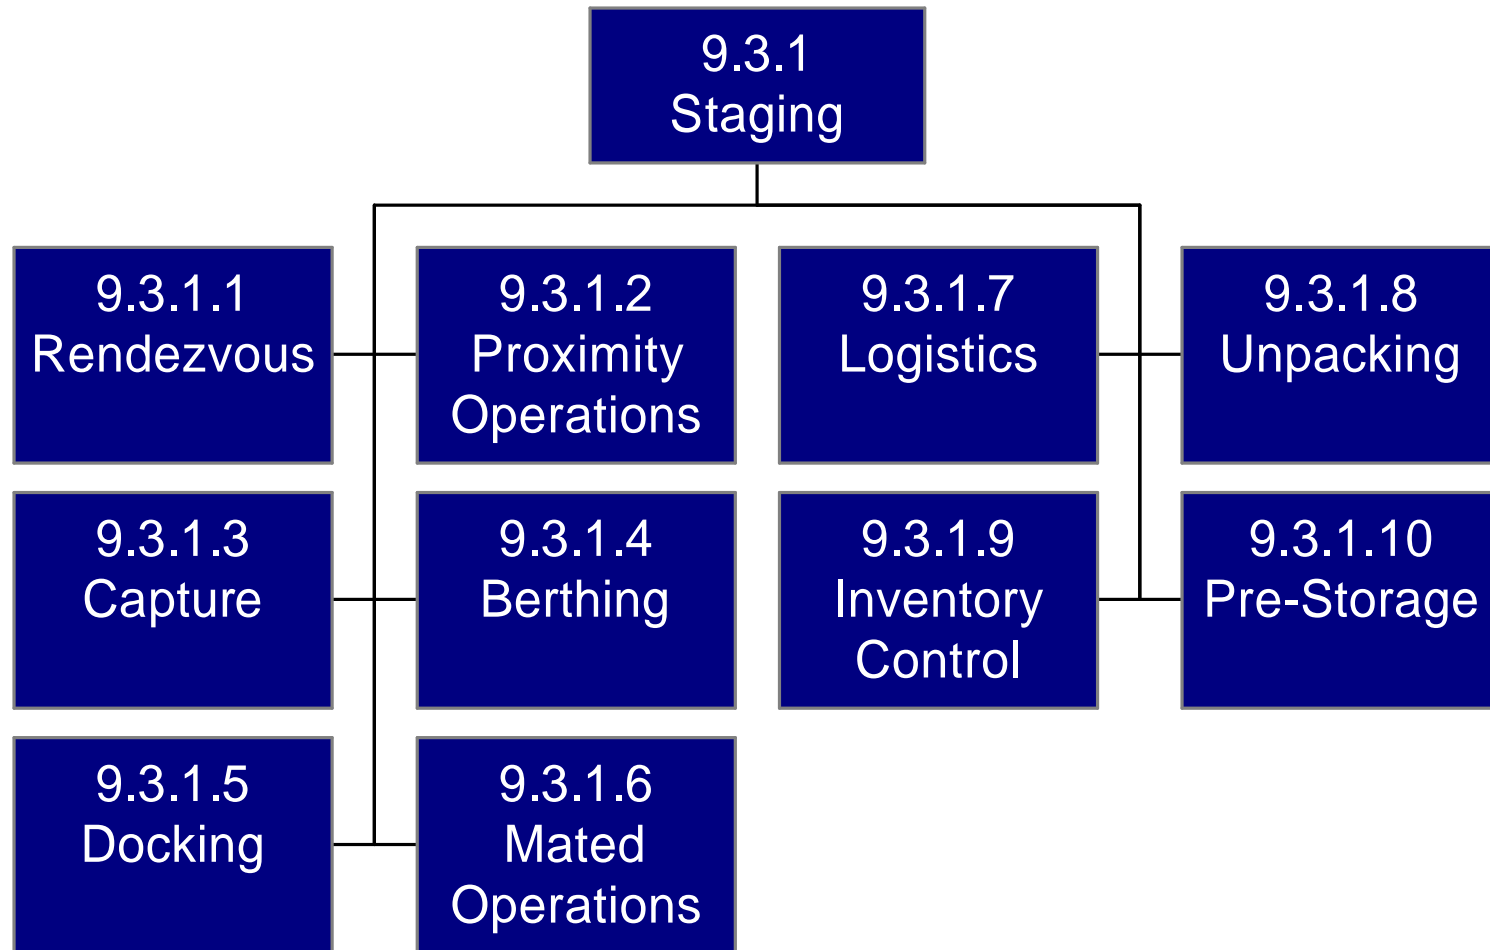 9.3.1
Staging
9.3.1.1
Rendezvous
9.3.1.2
Proximity
Operations
9.3.1.7
Logistics
9.3.1.8
Unpacking
9.3.1.3
Capture
9.3.1.4
Berthing
9.3.1.9
Inventory
Control
9.3.1.10
Pre-Storage
9.3.1.5
Docking
9.3.1.6
Mated
Operations